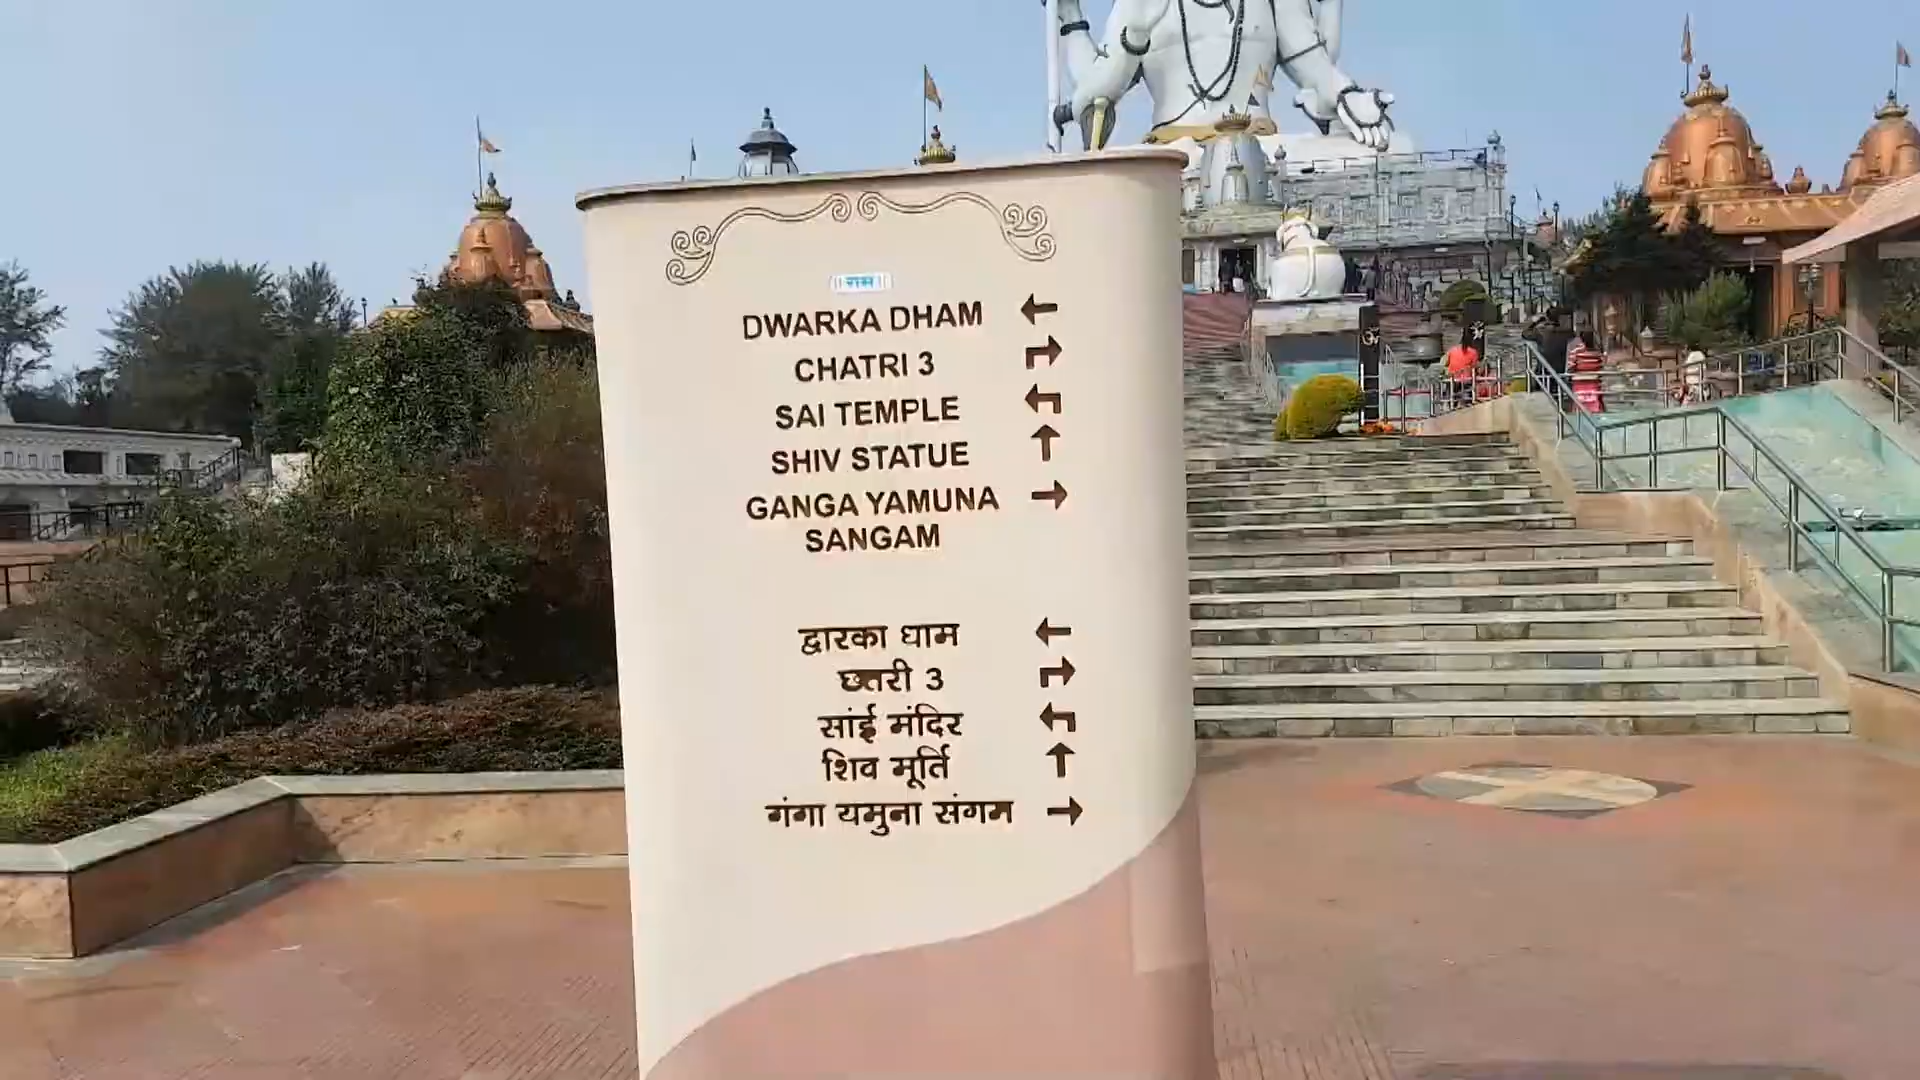 ॥ राम ॥
DWARKA DHAM ←
CHATRI 3 ↱
SAI TEMPLE ↰
SHIV STATUE ↑
GANGA YAMUNA →
SANGAM
द्वारका धाम ←
छतरी 3 ↱
सांई मंदिर ↰
शिव मूर्ति ↑
गंगा यमुना संगम →
ॐ